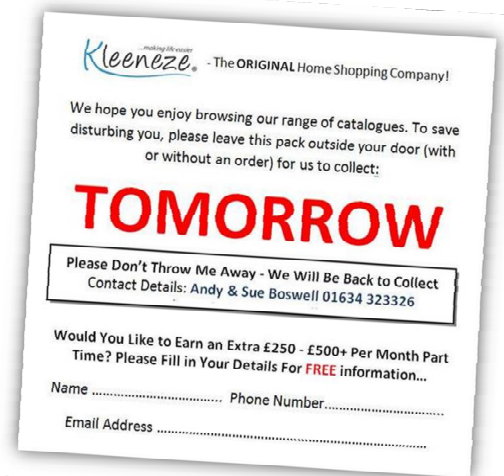 ...making life easier
Kleeneze. - The ORIGINAL Home Shopping Company!
We hope you enjoy browsing our range of catalogues. To save
disturbing you, please leave this pack outside your door (with
or without an order) for us to collect:
TOMORROW
Please Don't Throw Me Away - We Will Be Back to Collect
Contact Details: Andy & Sue Boswell 01634 323326
Would You Like to Earn an Extra £250 - £500+ Per Month Part
Time? Please Fill in Your Details For FREE information...
Name ................................ Phone Number..............................
Email Address ................................................................